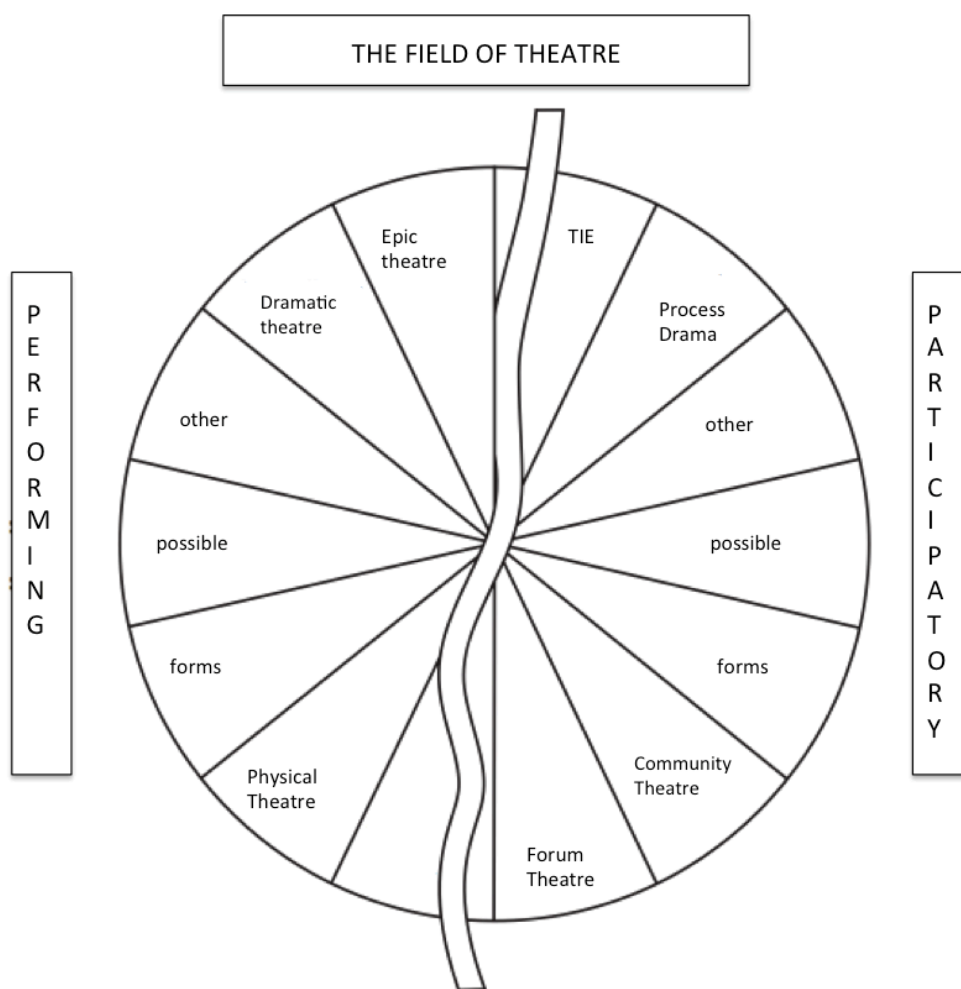 THE FIELD OF THEATRE
PERFORMING
Epic
theatre
Dramatic
theatre
other
possible
forms
Physical
Theatre
TIE
Process
Drama
other
possible
forms
Community
Theatre
Forum
Theatre
PARTICIPATORY